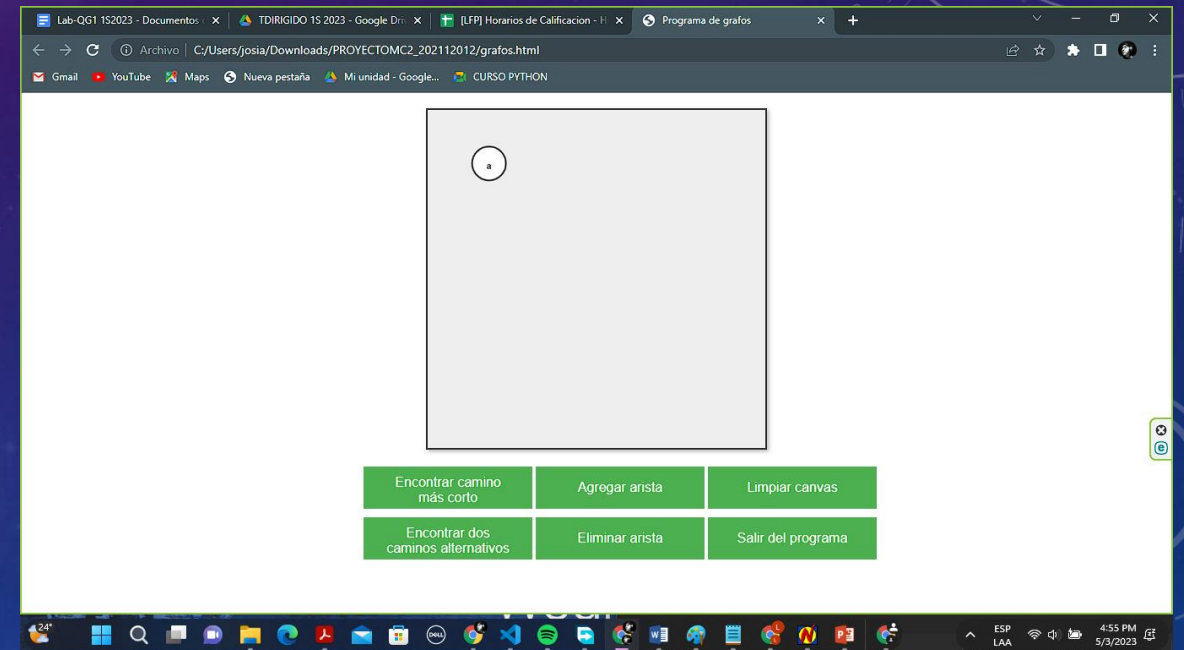 Lab-QG1 1S2023 - Documentos
TDIRIGIDO 1S 2023 - Google Driv
[LFP] Horarios de Calificacion - H
Programa de grafos
Archivo | C:/Users/josia/Downloads/PROYECTOMC2_202112012/grafos.html
Gmail
YouTube
Maps
Nueva pestaña
Mi unidad - Google...
CURSO PYTHON
a
Encontrar camino
más corto
Agregar arista
Limpiar canvas
Encontrar dos
caminos alternativos
Eliminar arista
Salir del programa
24°
DELL
ESP
LAA
4:55 PM
5/3/2023